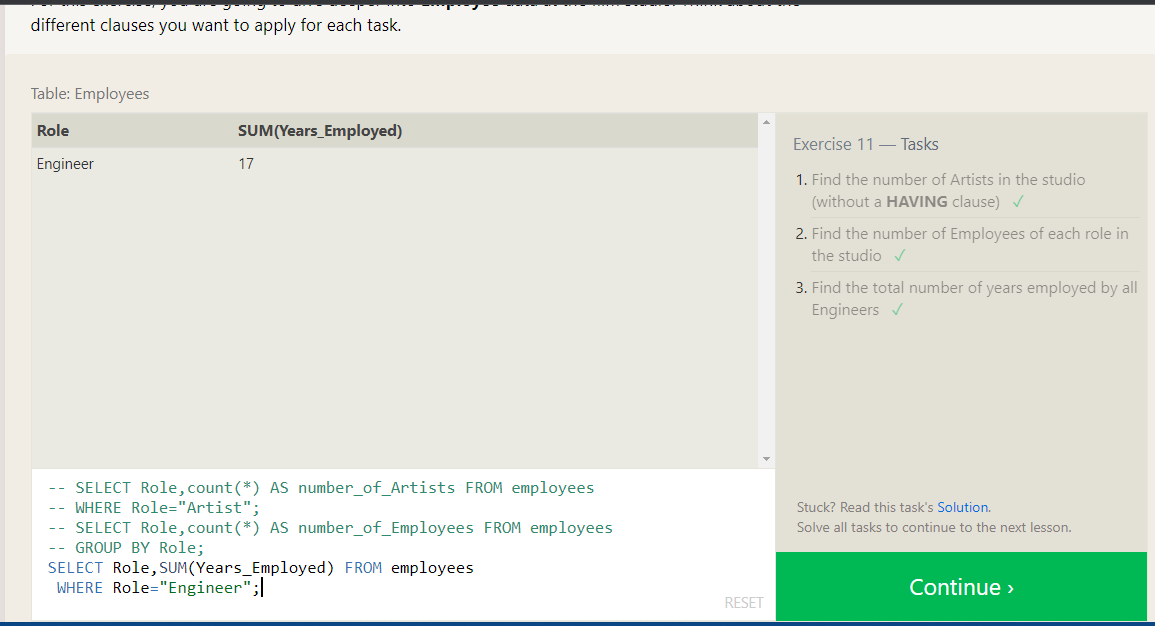 different clauses you want to apply for each task.
Table: Employees
Role SUM(Years_Employed)
Engineer 17
-- SELECT Role,count(*) AS number_of_Artists FROM employees
-- WHERE Role="Artist";
-- SELECT Role,count(*) AS number_of_Employees FROM employees
-- GROUP BY Role;
SELECT Role,SUM(Years_Employed) FROM employees
WHERE Role="Engineer";
RESET
Exercise 11 — Tasks
1. Find the number of Artists in the studio
(without a HAVING clause) ✓
2. Find the number of Employees of each role in
the studio ✓
3. Find the total number of years employed by all
Engineers ✓
Stuck? Read this task's Solution.
Solve all tasks to continue to the next lesson.
Continue ›